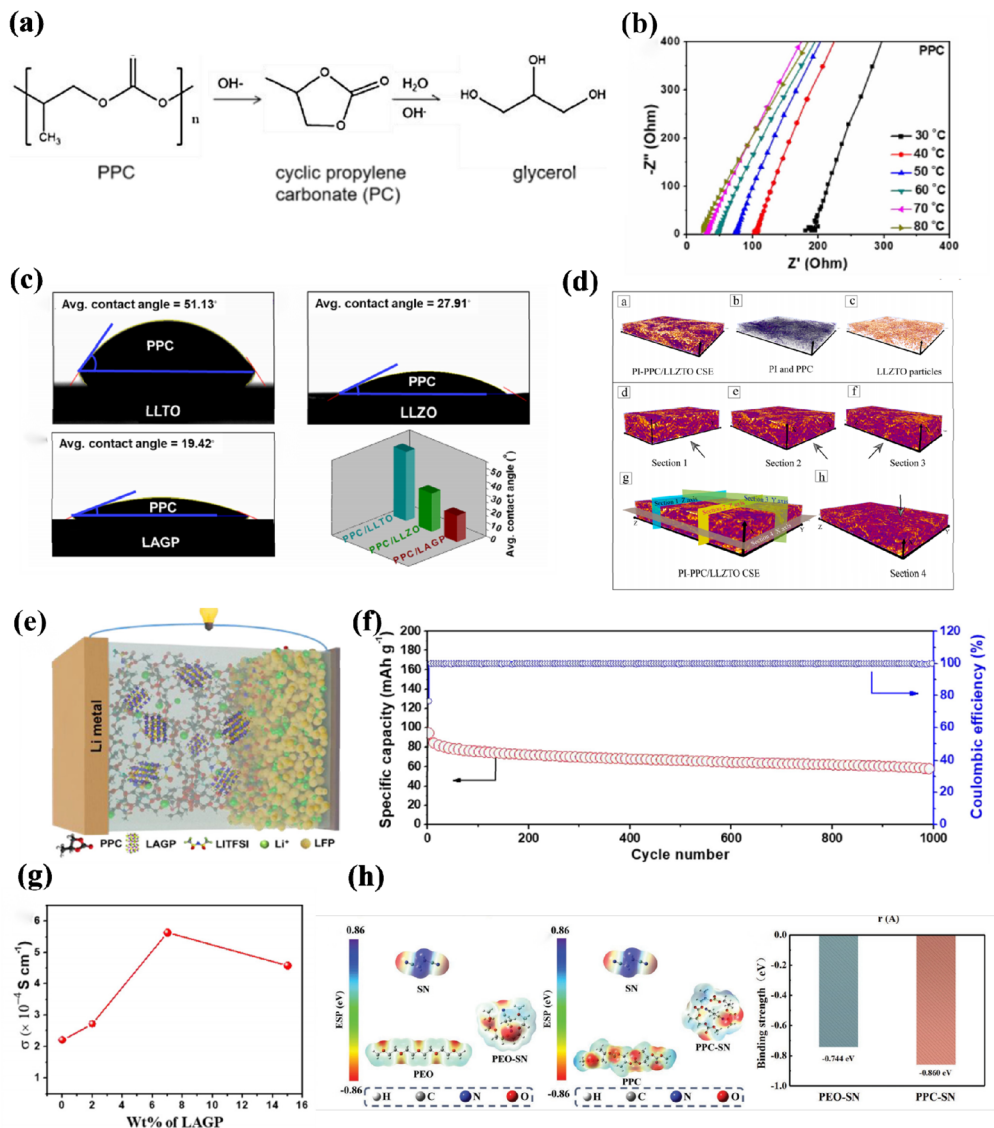 (a)
OH-
H₂O
OH⁻
O
O
O
O
O
O
CH₃
n
OH
HO
OH
PPC
cyclic propylene
carbonate (PC)
glycerol
(b)
PPC
-Z'' (Ohm)
400
300
200
100
0
30 °C
40 °C
50 °C
60 °C
70 °C
80 °C
0 100 200 300 400
Z' (Ohm)
(c)
Avg. contact angle = 51.13°
PPC
LLTO
Avg. contact angle = 27.91°
PPC
LLZO
Avg. contact angle = 19.42°
PPC
LAGP
PPC/LLTO
PPC/LLZO
PPC/LAGP
50
40
30
20
10
0
Avg. contact angle (°)
(d)
a
b
c
PI-PPC/LLZTO CSE
PI and PPC
LLZTO particles
d
e
f
Section 1
Section 2
Section 3
g
h
PI-PPC/LLZTO CSE
Section 4
(e)
Li metal
PPC LAGP LITFSI Li⁺ LFP
(f)
Specific capacity (mAh g⁻¹)
200
180
160
140
120
100
80
60
40
20
0
120
100
80
60
40
20
0
Coulombic efficiency (%)
0 200 400 600 800 1000
Cycle number
(g)
σ (× 10⁻⁴ S cm⁻¹)
6
5
4
3
2
1
0 2 4 6 8 10 12 14 16
Wt% of LAGP
(h)
0.86
ESP (eV)
-0.86
SN
PEO-SN
PEO
H C N O
0.86
ESP (eV)
-0.86
SN
PPC-SN
PPC
H C N O
r (A)
Binding strength (eV)
0.0
-0.2
-0.4
-0.6
-0.8
-1.0
-0.744 eV
-0.860 eV
PEO-SN
PPC-SN